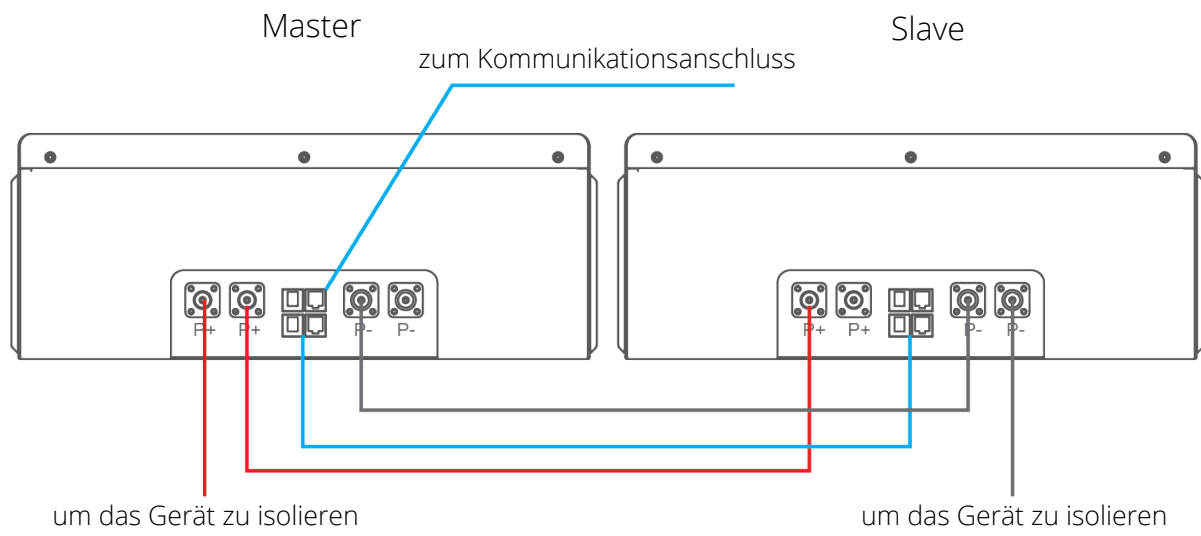 Master
Slave
zum Kommunikationsanschluss
P+ P+ P- P-
P+ P+ P- P-
um das Gerät zu isolieren
um das Gerät zu isolieren